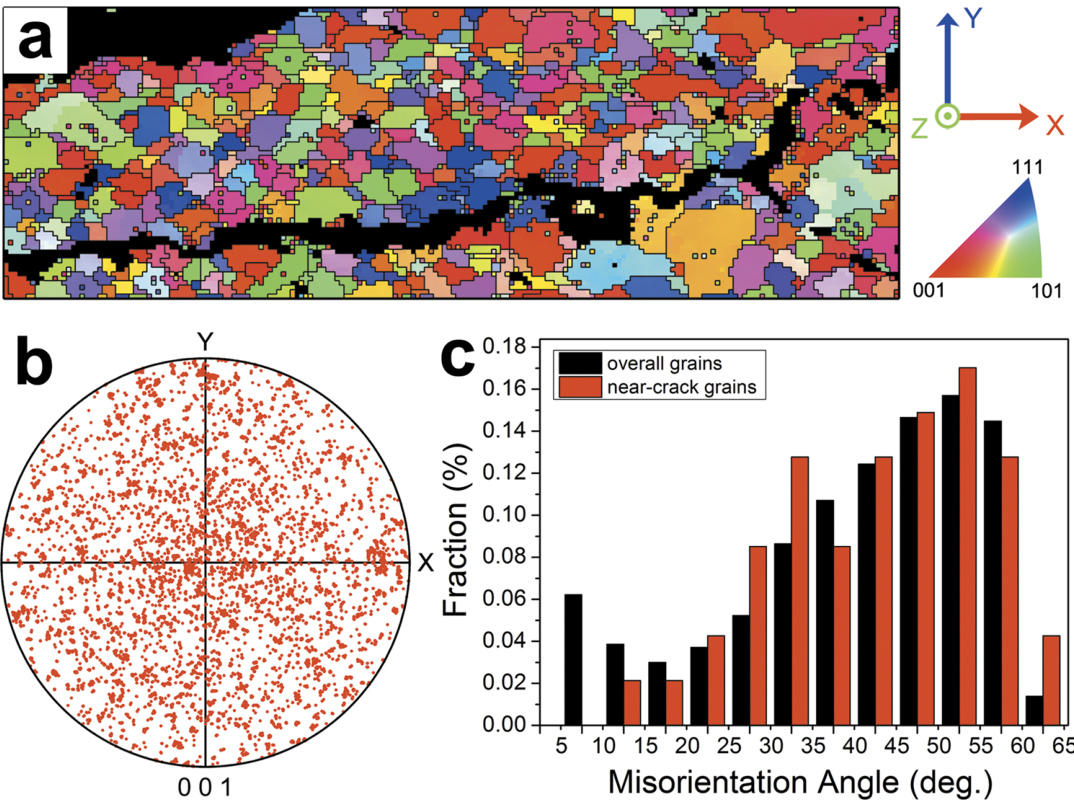 a
Y
Z
X
111
001
101
b
Y
X
0 0 1
c
overall grains
near-crack grains
Fraction (%)
0.18
0.16
0.14
0.12
0.10
0.08
0.06
0.04
0.02
0.00
5 10 15 20 25 30 35 40 45 50 55 60 65
Misorientation Angle (deg.)